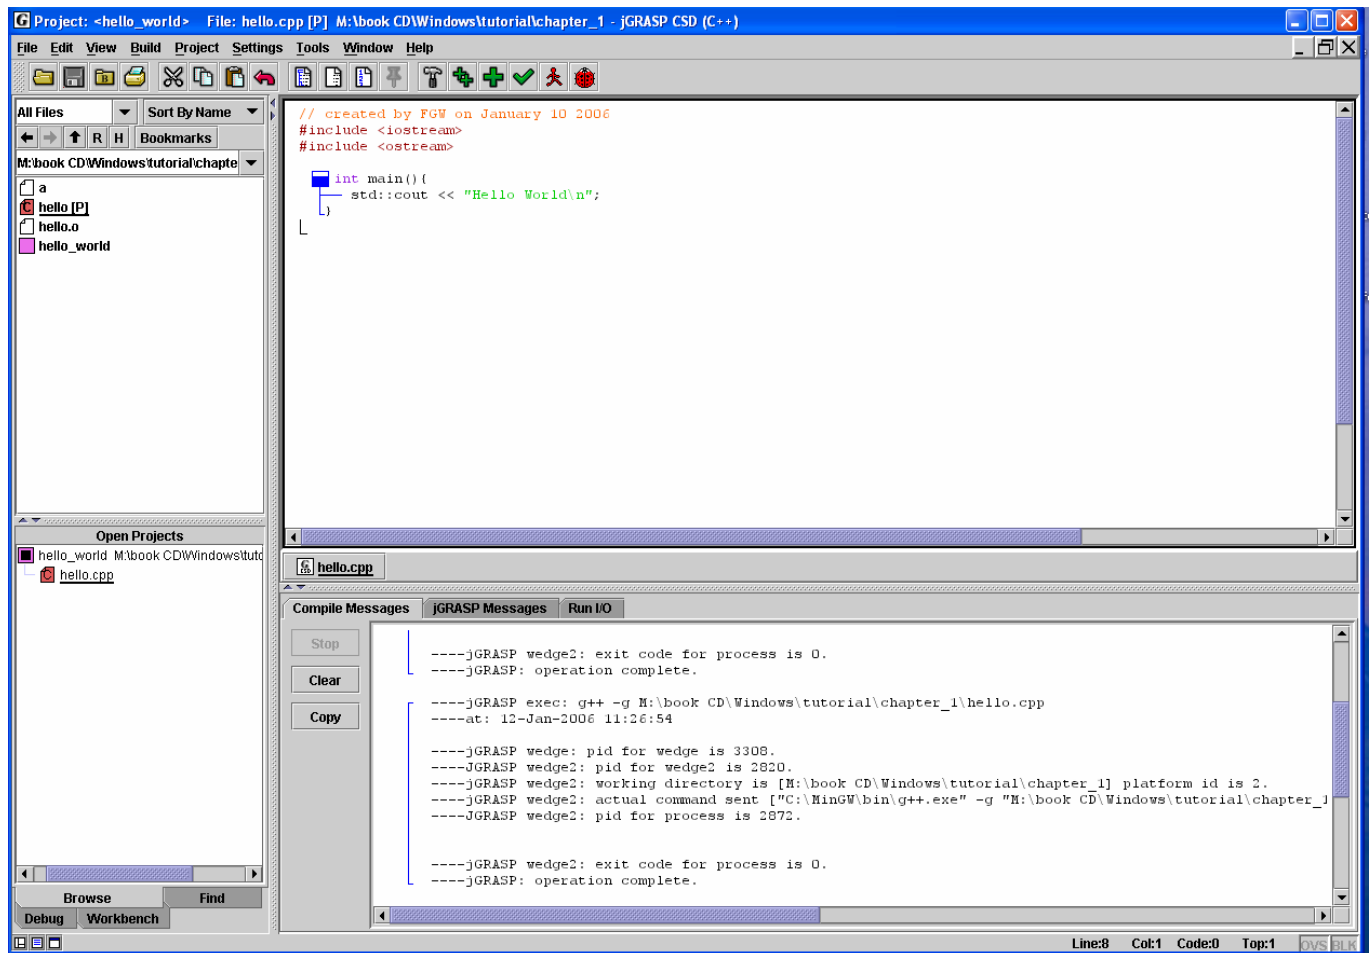 Project: <hello_world> File: hello.cpp [P] M:\book CD\Windows\tutorial\chapter_1 - jGRASP CSD (C++)
File Edit View Build Project Settings Tools Window Help
All Files Sort By Name
R H Bookmarks
M:\book CD\Windows\tutorial\chapte
a
hello [P]
hello.o
hello_world
// created by FGW on January 10 2006
#include <iostream>
#include <ostream>
int main(){
std::cout << "Hello World\n";
}
Open Projects
hello_world M:\book CD\Windows\tuto
hello.cpp
Browse Find
Debug Workbench
hello.cpp
Compile Messages jGRASP Messages Run I/O
Stop
Clear
Copy
----jGRASP wedge2: exit code for process is 0.
----jGRASP: operation complete.
----jGRASP exec: g++ -g M:\book CD\Windows\tutorial\chapter_1\hello.cpp
----at: 12-Jan-2006 11:26:54
----jGRASP wedge: pid for wedge is 3308.
----JGRASP wedge2: pid for wedge2 is 2820.
----jGRASP wedge2: working directory is [M:\book CD\Windows\tutorial\chapter_1] platform id is 2.
----jGRASP wedge2: actual command sent ["C:\MinGW\bin\g++.exe" -g "M:\book CD\Windows\tutorial\chapter_1
----JGRASP wedge2: pid for process is 2872.
----jGRASP wedge2: exit code for process is 0.
----jGRASP: operation complete.
Line:8 Col:1 Code:0 Top:1 OVS BLK